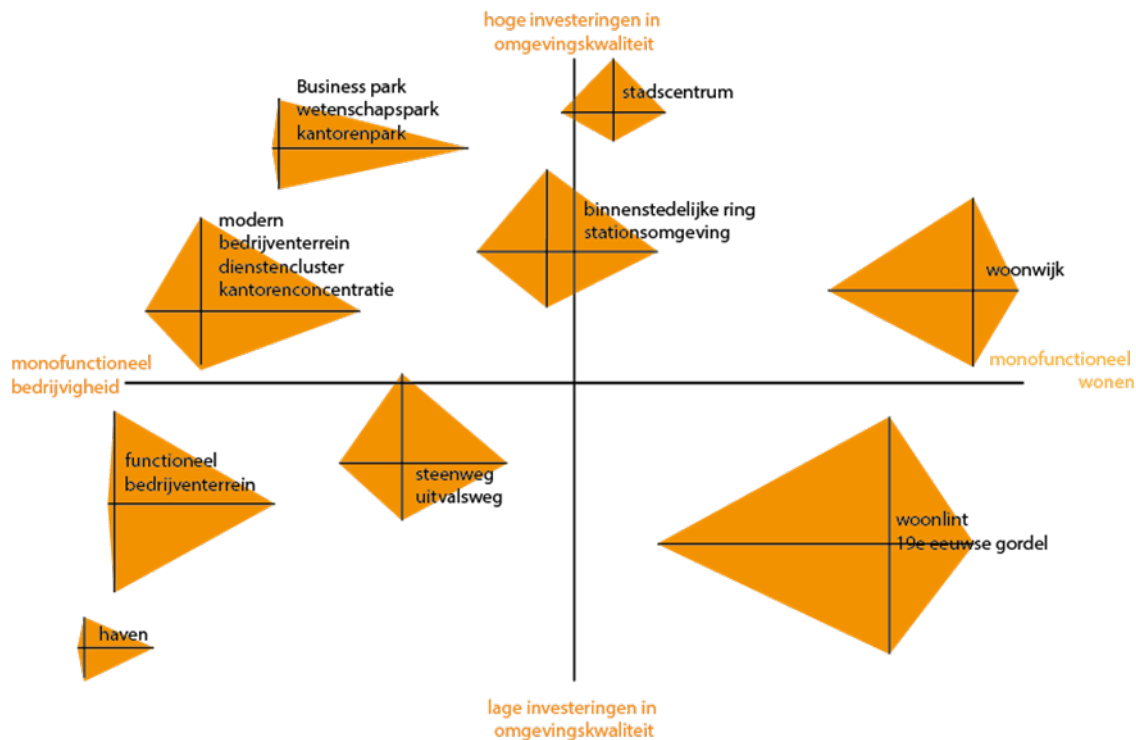 hoge investeringen in
omgevingskwaliteit
Business park
wetenschapspark
kantorenpark
stadscentrum
modern
bedrijventerrein
dienstencluster
kantorenconcentratie
binnenstedelijke ring
stationsomgeving
woonwijk
monofunctioneel
bedrijvigheid
monofunctioneel
wonen
functioneel
bedrijventerrein
steenweg
uitvalsweg
woonlint
19e eeuwse gordel
haven
lage investeringen in
omgevingskwaliteit